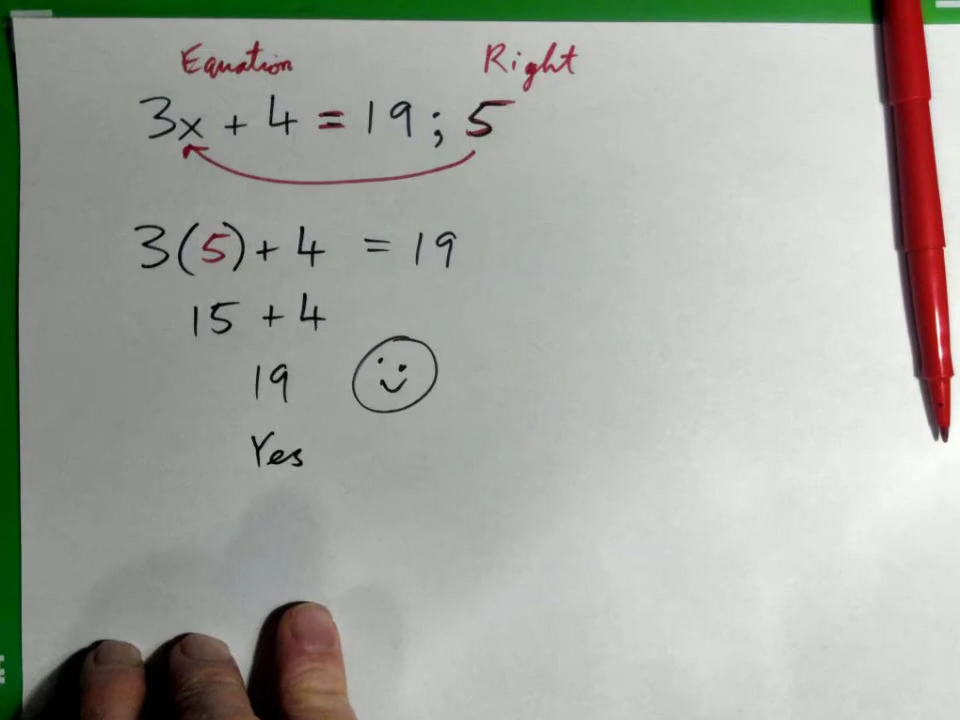 Equation Right
3x + 4 = 19 ; 5
3(5) + 4 = 19
15 + 4
19
Yes